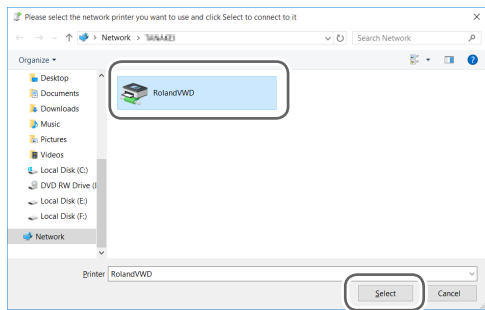 Please select the network printer you want to use and click Select to connect to it
Network
Search Network
Organize
Desktop
Documents
Downloads
Music
Pictures
Videos
Local Disk (C:)
DVD RW Drive (
Local Disk (E:)
Local Disk (F:)
Network
RolandVWD
Printer RolandVWD
Select Cancel